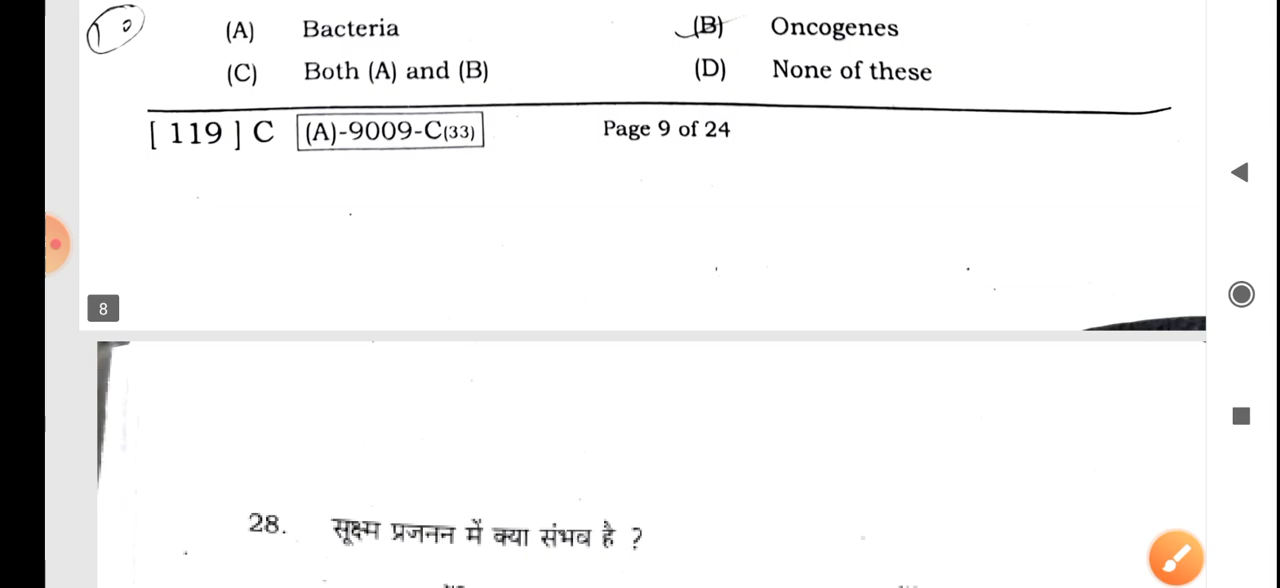 (A) Bacteria (B) Oncogenes
(C) Both (A) and (B) (D) None of these
[ 119 ] C (A)-9009-C(33) Page 9 of 24
8
28. सूक्ष्म प्रजनन में क्या संभव है ?